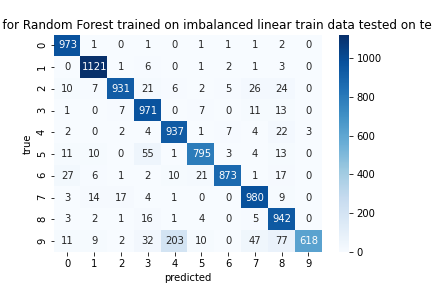 for Random Forest trained on imbalanced linear train data tested on te
0 973 1 0 1 0 1 1 1 2 0
1 0 1121 1 6 0 1 2 1 3 0
2 10 7 931 21 6 2 5 26 24 0
3 1 0 7 971 0 7 0 11 13 0
4 2 0 2 4 937 1 7 4 22 3
5 11 10 0 55 1 795 3 4 13 0
6 27 6 1 2 10 21 873 1 17 0
7 3 14 17 4 1 0 0 980 9 0
8 3 2 1 16 1 4 0 5 942 0
9 11 9 2 32 203 10 0 47 77 618
0 1 2 3 4 5 6 7 8 9
predicted
true
1000
800
600
400
200
0